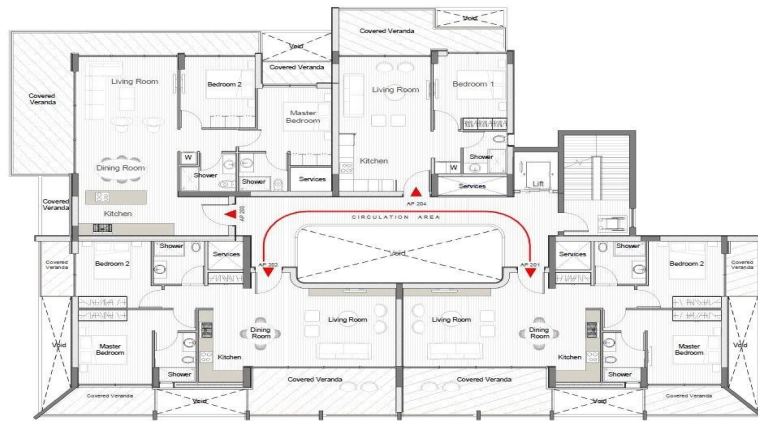 Covered Veranda
Void
Void
Covered Veranda
Covered Veranda
Living Room
Bedroom 2
Living Room
Bedroom 1
Master
Bedroom
Covered
Veranda
Dining Room
W
Shower
Shower
Services
Kitchen
W
Shower
Services
Lift
AP 204
Covered
Veranda
Kitchen
AP 203
CIRCULATION AREA
Void
AP 202
AP 201
Covered
Veranda
Bedroom 2
Shower
Services
Services
Shower
Bedroom 2
Covered
Veranda
Void
Master
Bedroom
Shower
Kitchen
Dining
Room
Living Room
Living Room
Dining
Room
Kitchen
Shower
Master
Bedroom
Void
Covered Veranda
Void
Covered Veranda
Covered Veranda
Void
Covered Veranda